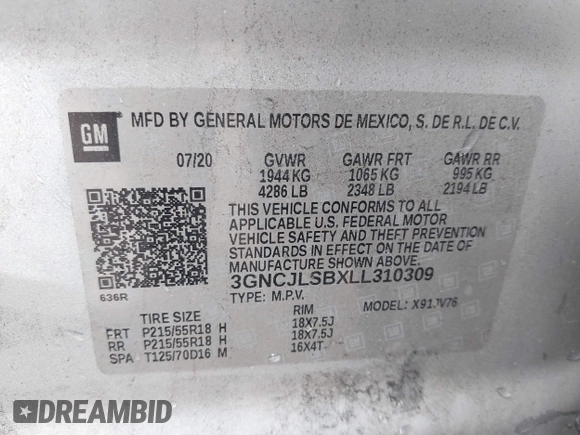 GM
MFD BY GENERAL MOTORS DE MEXICO, S. DE R.L. DE C.V.
07/20 GVWR GAWR FRT GAWR RR
1944 KG 1065 KG 995 KG
4286 LB 2348 LB 2194 LB
THIS VEHICLE CONFORMS TO ALL
APPLICABLE U.S. FEDERAL MOTOR
VEHICLE SAFETY AND THEFT PREVENTION
STANDARDS IN EFFECT ON THE DATE OF
MANUFACTURE SHOWN ABOVE.
3GNCJLSBXLL310309
636R
TYPE: M.P.V. MODEL: X91JV76
TIRE SIZE RIM
FRT P215/55R18 H 18X7.5J
RR P215/55R18 H 18X7.5J
SPA T125/70D16 M 16X4T
DREAMBID